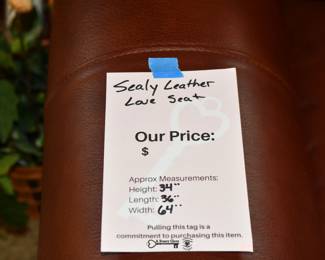 Sealy Leather
Love Seat
Our Price:
$
Approx Measurements:
Height: 34"
Length: 36"
Width: 64"
Pulling this tag is a
commitment to purchasing this item.